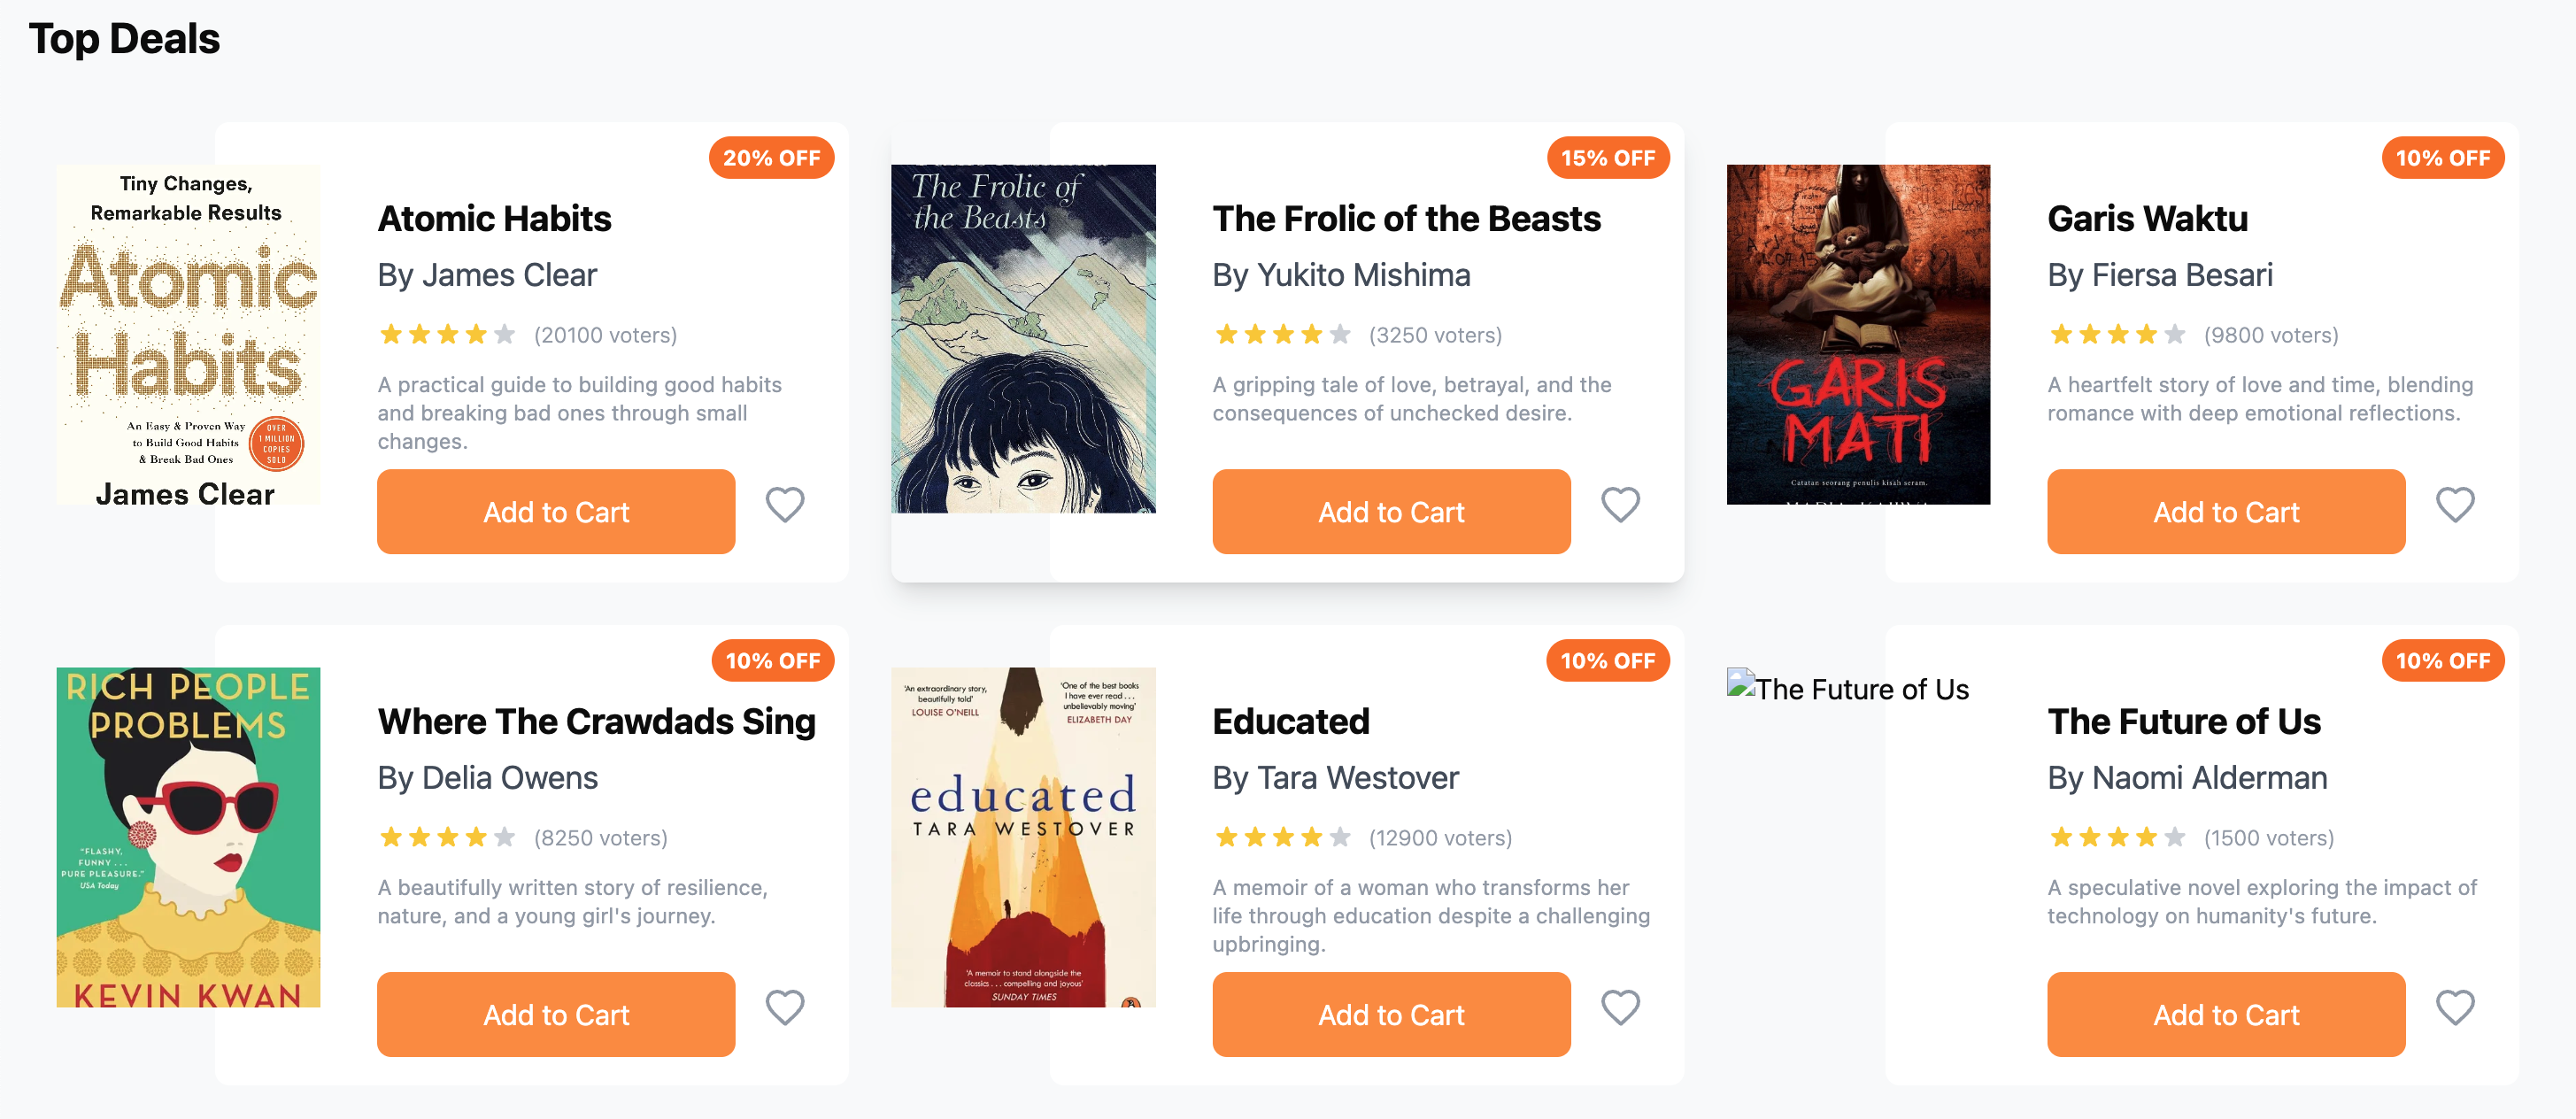 Top Deals
Tiny Changes,
Remarkable Results
Atomic
Habits
An Easy & Proven Way
to Build Good Habits
& Break Bad Ones
OVER
1 MILLION
COPIES
SOLD
James Clear
20% OFF
Atomic Habits
By James Clear
(20100 voters)
A practical guide to building good habits
and breaking bad ones through small
changes.
Add to Cart
The Frolic of
the Beasts
15% OFF
The Frolic of the Beasts
By Yukito Mishima
(3250 voters)
A gripping tale of love, betrayal, and the
consequences of unchecked desire.
Add to Cart
GARIS
MATI
Catatan seorang penulis kisah seram.
10% OFF
Garis Waktu
By Fiersa Besari
(9800 voters)
A heartfelt story of love and time, blending
romance with deep emotional reflections.
Add to Cart
RICH PEOPLE
PROBLEMS
"FLASHY,
FUNNY . . .
PURE PLEASURE."
USA Today
KEVIN KWAN
10% OFF
Where The Crawdads Sing
By Delia Owens
(8250 voters)
A beautifully written story of resilience,
nature, and a young girl's journey.
Add to Cart
'An extraordinary story,
beautifully told'
LOUISE O'NEILL
'One of the best books
I have ever read . . .
unbelievably moving'
ELIZABETH DAY
educated
TARA WESTOVER
'A memoir to stand alongside the
classics . . . compelling and joyous'
SUNDAY TIMES
10% OFF
Educated
By Tara Westover
(12900 voters)
A memoir of a woman who transforms her
life through education despite a challenging
upbringing.
Add to Cart
The Future of Us
10% OFF
The Future of Us
By Naomi Alderman
(1500 voters)
A speculative novel exploring the impact of
technology on humanity's future.
Add to Cart